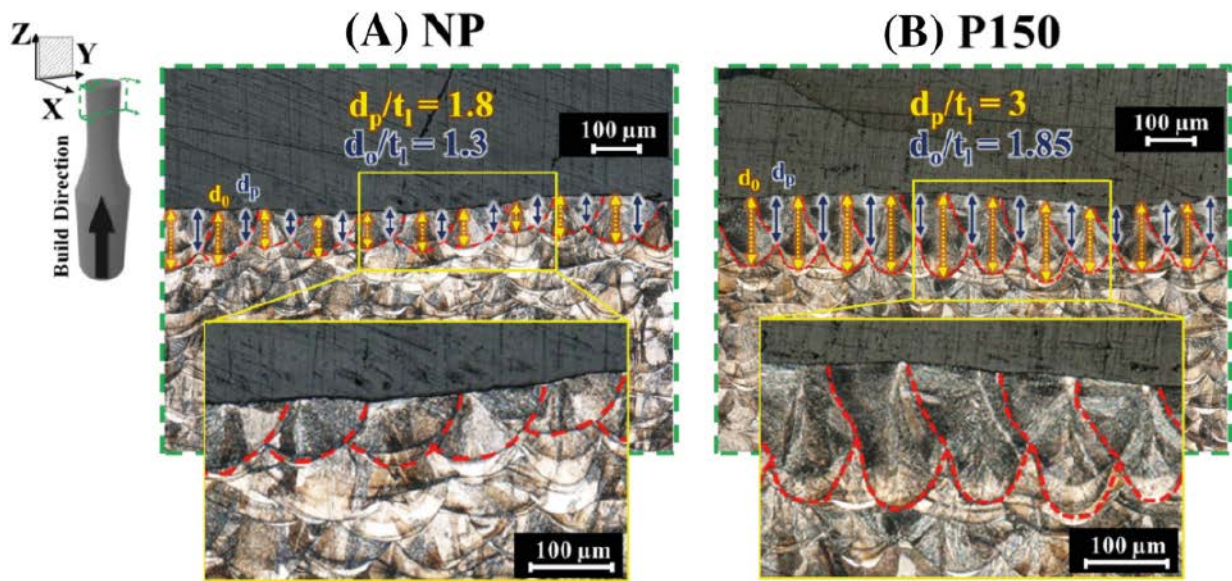 Z
Y
X
Build Direction
(A) NP
dp/tl = 1.8
do/tl = 1.3
100 μm
d0
dp
100 μm
(B) P150
dp/tl = 3
do/tl = 1.85
100 μm
d0
dp
100 μm